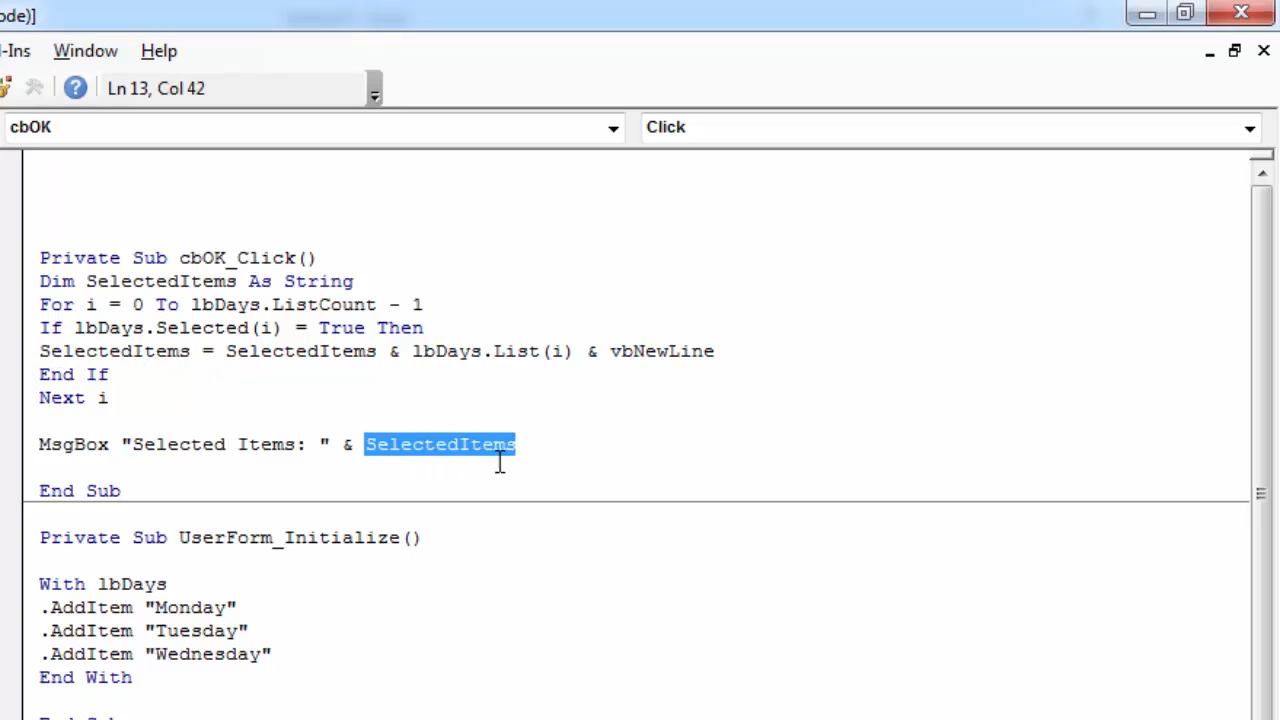 ode)]
-Ins Window Help
Ln 13, Col 42
cbOK Click
Private Sub cbOK_Click()
Dim SelectedItems As String
For i = 0 To lbDays.ListCount - 1
If lbDays.Selected(i) = True Then
SelectedItems = SelectedItems & lbDays.List(i) & vbNewLine
End If
Next i
MsgBox "Selected Items: " & SelectedItems
End Sub
Private Sub UserForm_Initialize()
With lbDays
.AddItem "Monday"
.AddItem "Tuesday"
.AddItem "Wednesday"
End With
End Sub